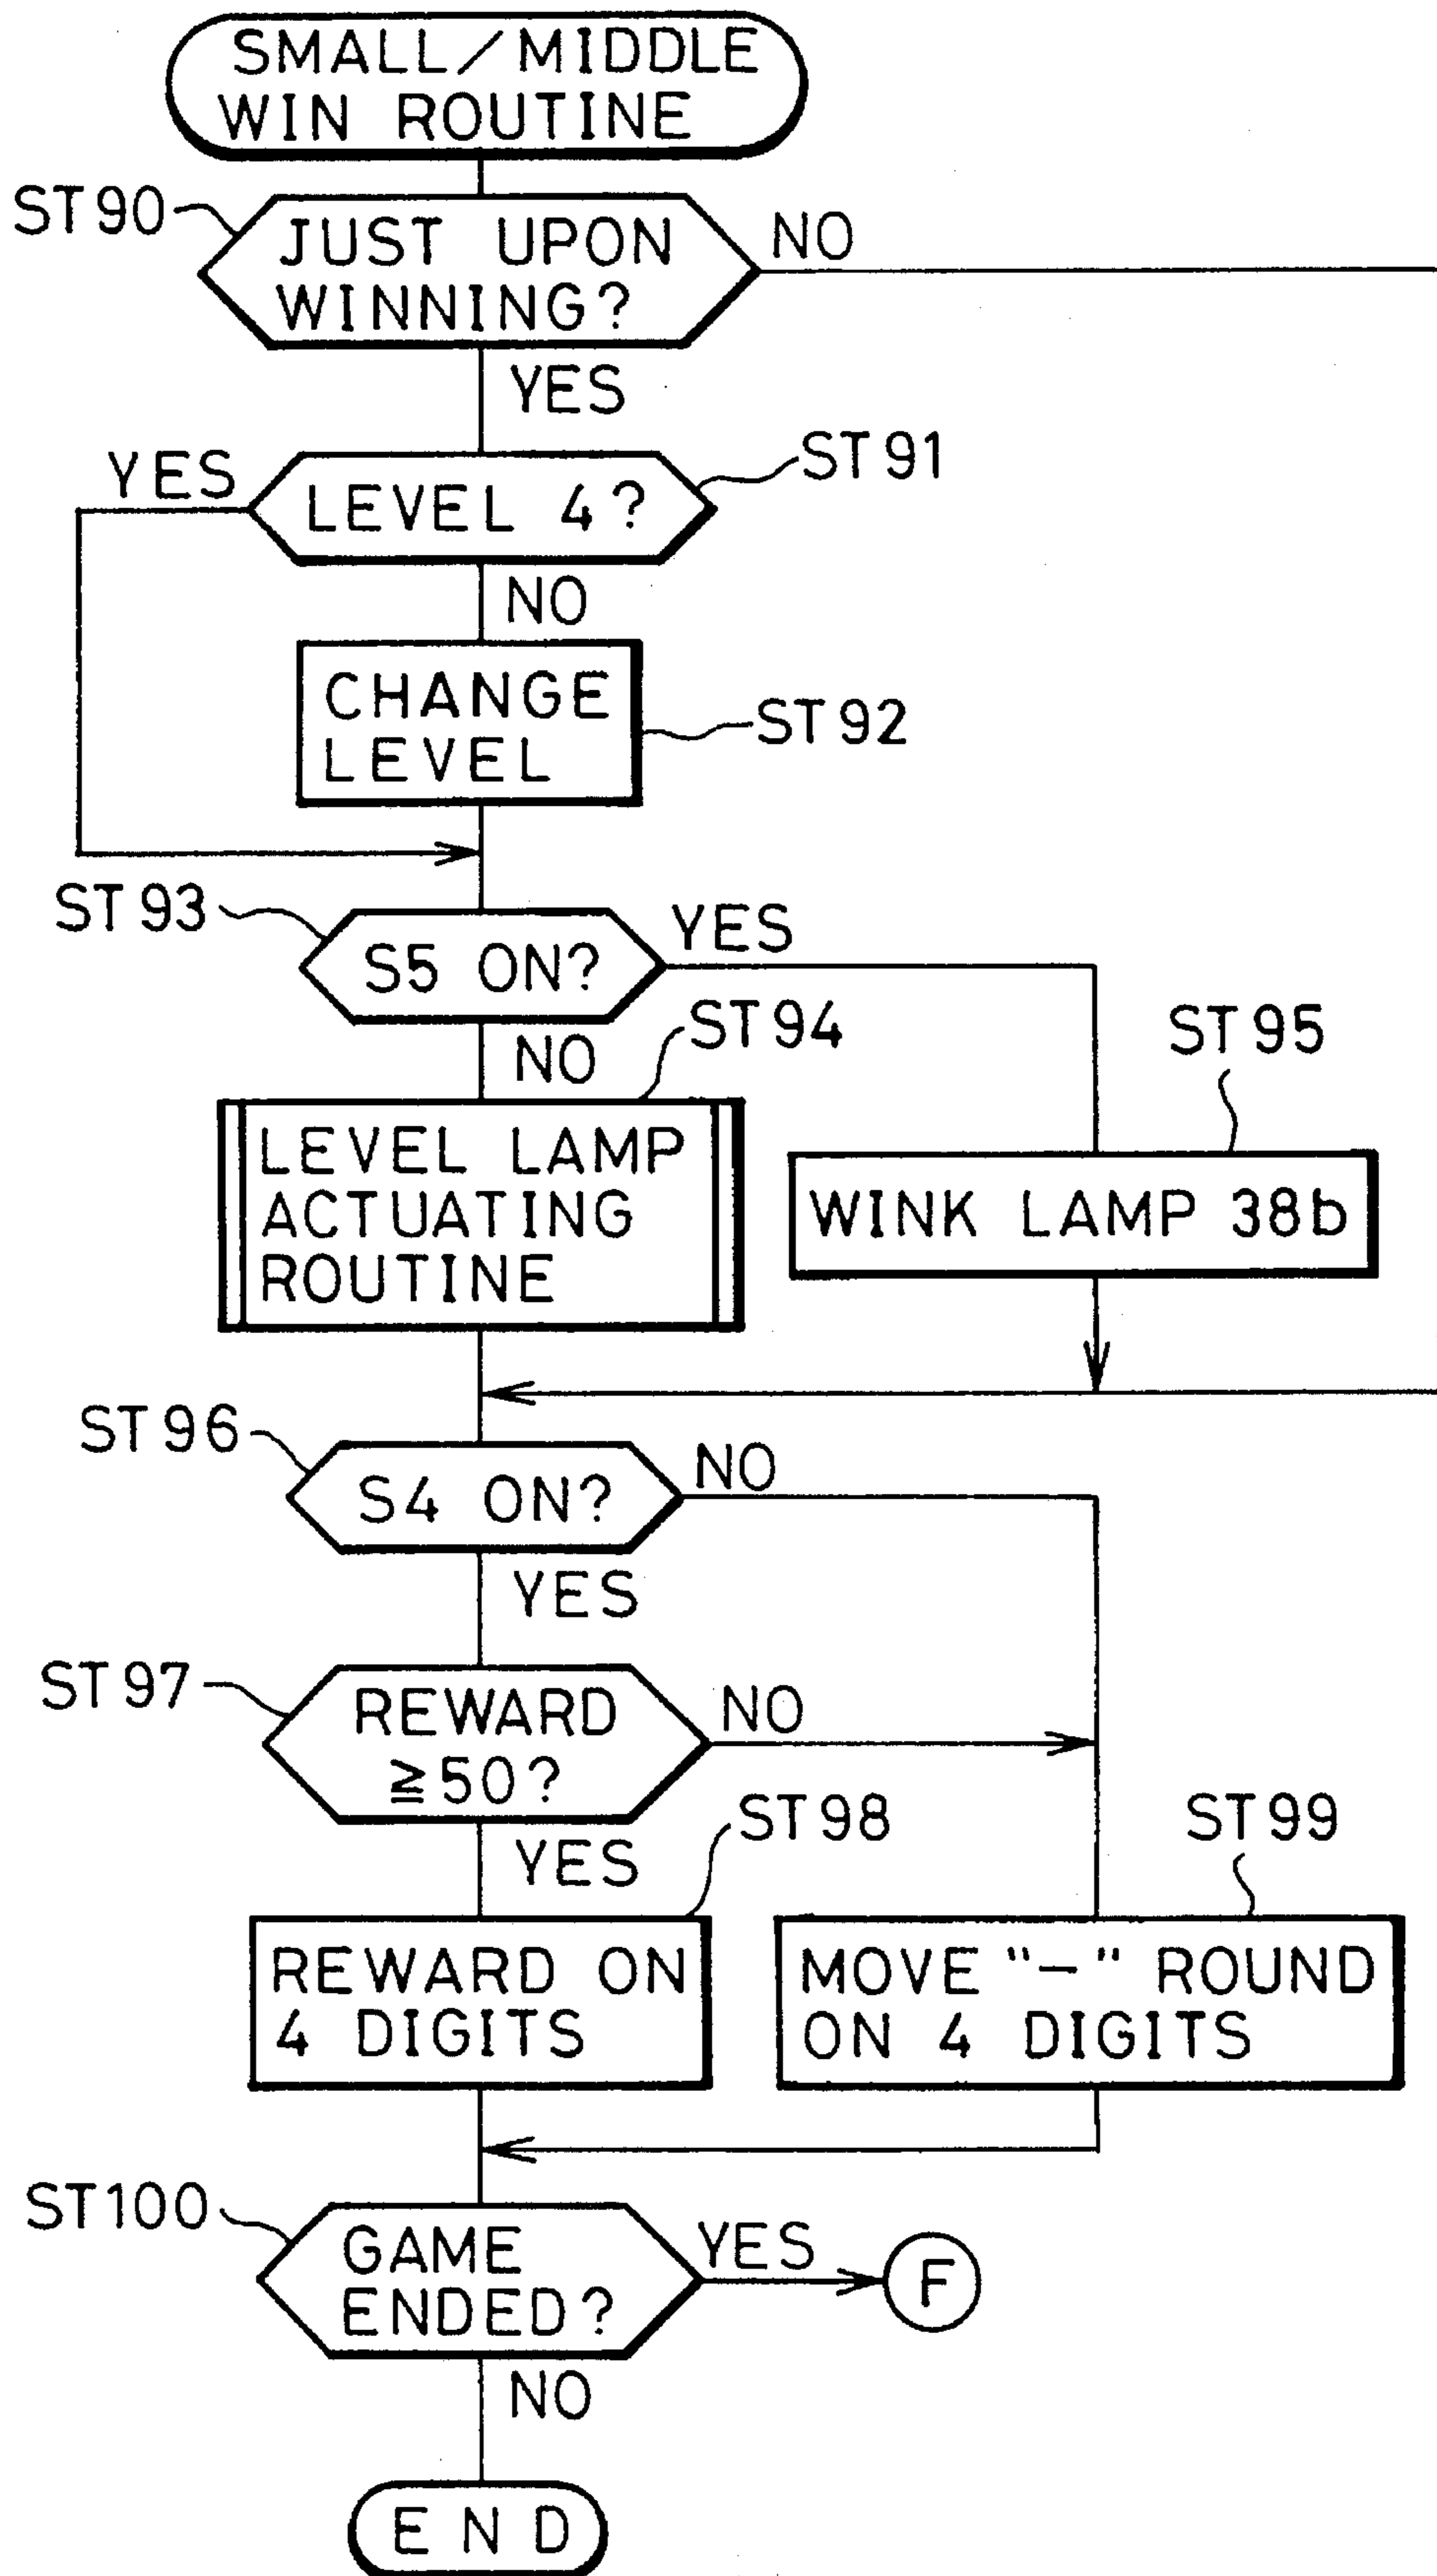 SMALL/MIDDLE
WIN ROUTINE
ST90
JUST UPON
WINNING?
NO
YES
YES
LEVEL 4?
ST91
NO
CHANGE
LEVEL
ST92
ST93
S5 ON?
YES
NO
ST94
ST95
LEVEL LAMP
ACTUATING
ROUTINE
WINK LAMP 38b
ST96
S4 ON?
NO
YES
ST97
REWARD
≧50?
NO
YES
ST98
ST99
REWARD ON
4 DIGITS
MOVE "-" ROUND
ON 4 DIGITS
ST100
GAME
ENDED?
YES
F
NO
END